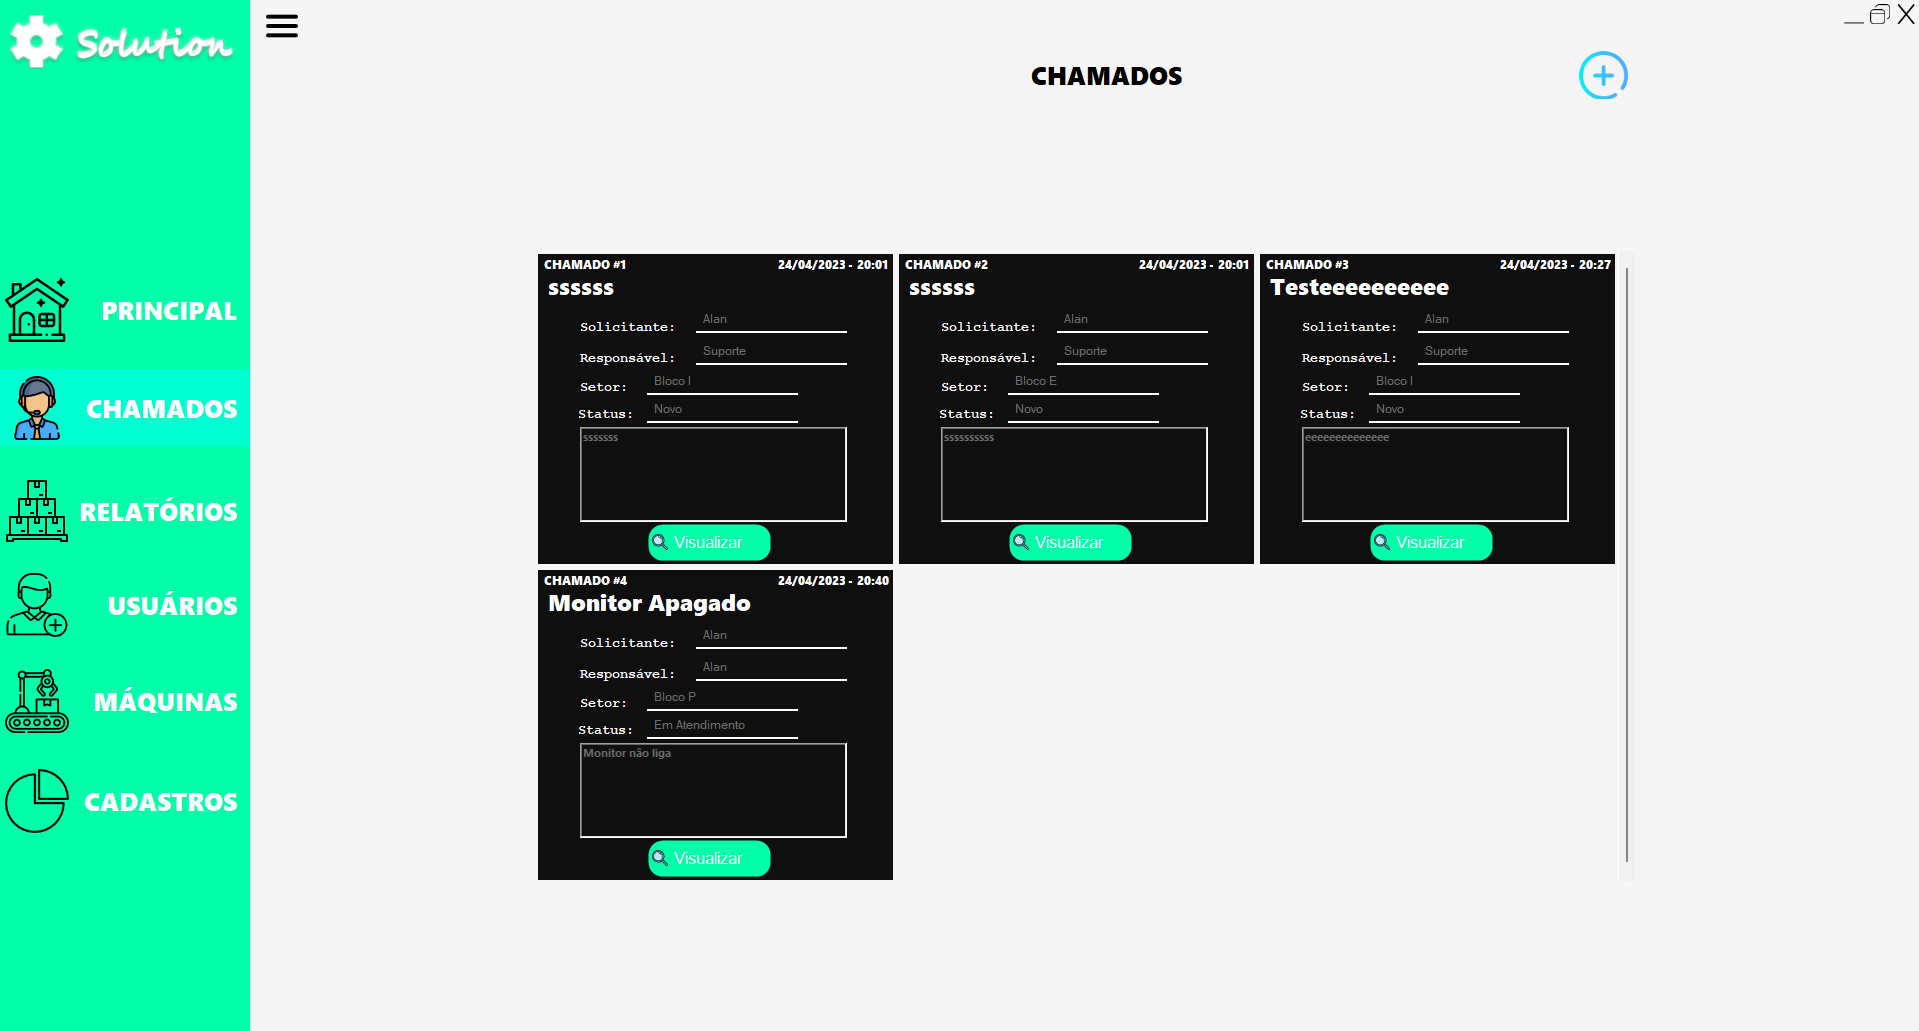 Solution
CHAMADOS
PRINCIPAL
CHAMADOS
RELATÓRIOS
USUÁRIOS
MÁQUINAS
CADASTROS
CHAMADO #1 24/04/2023 - 20:01
ssssss
Solicitante: Alan
Responsável: Suporte
Setor: Bloco I
Status: Novo
sssssss
Visualizar
CHAMADO #2 24/04/2023 - 20:01
ssssss
Solicitante: Alan
Responsável: Suporte
Setor: Bloco E
Status: Novo
ssssssssss
Visualizar
CHAMADO #3 24/04/2023 - 20:27
Testeeeeeeeeee
Solicitante: Alan
Responsável: Suporte
Setor: Bloco I
Status: Novo
eeeeeeeeeeeeee
Visualizar
CHAMADO #4 24/04/2023 - 20:40
Monitor Apagado
Solicitante: Alan
Responsável: Alan
Setor: Bloco P
Status: Em Atendimento
Monitor não liga
Visualizar